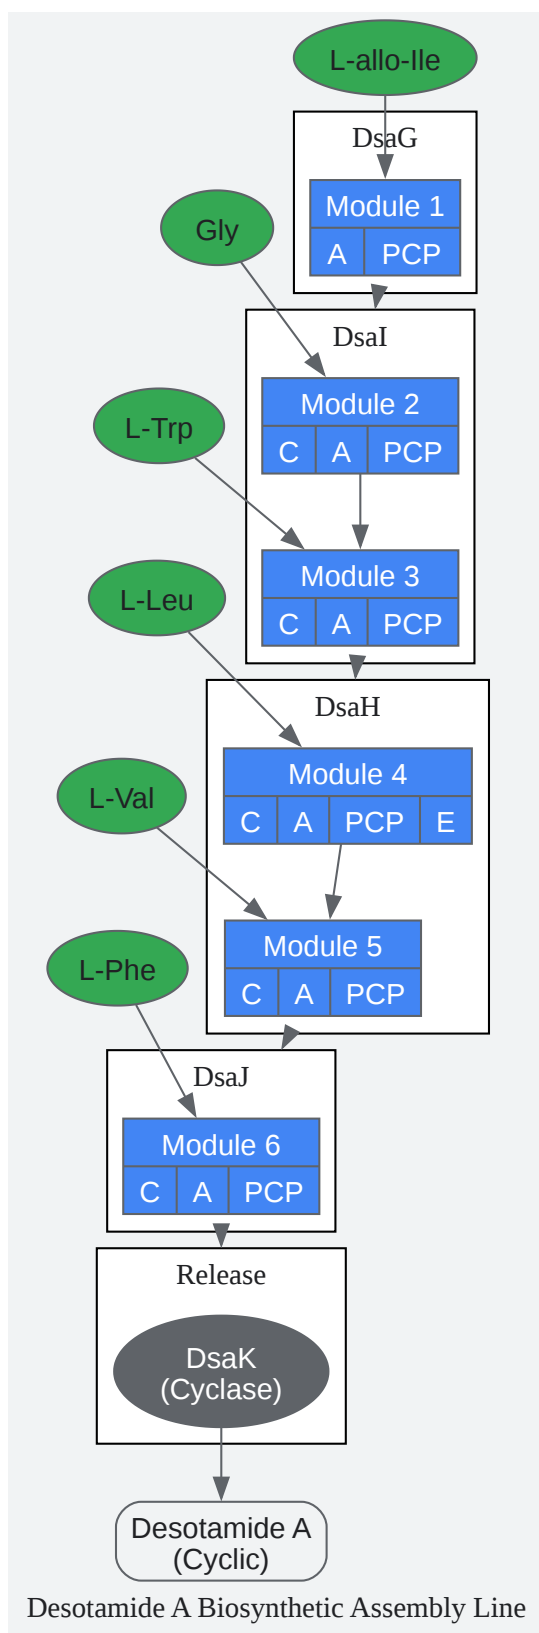 L-allo-Ile
DsaG
Module 1
A PCP
Gly
DsaI
Module 2
C A PCP
L-Trp
Module 3
C A PCP
L-Leu
DsaH
Module 4
C A PCP E
L-Val
Module 5
C A PCP
L-Phe
DsaJ
Module 6
C A PCP
Release
DsaK
(Cyclase)
Desotamide A
(Cyclic)
Desotamide A Biosynthetic Assembly Line